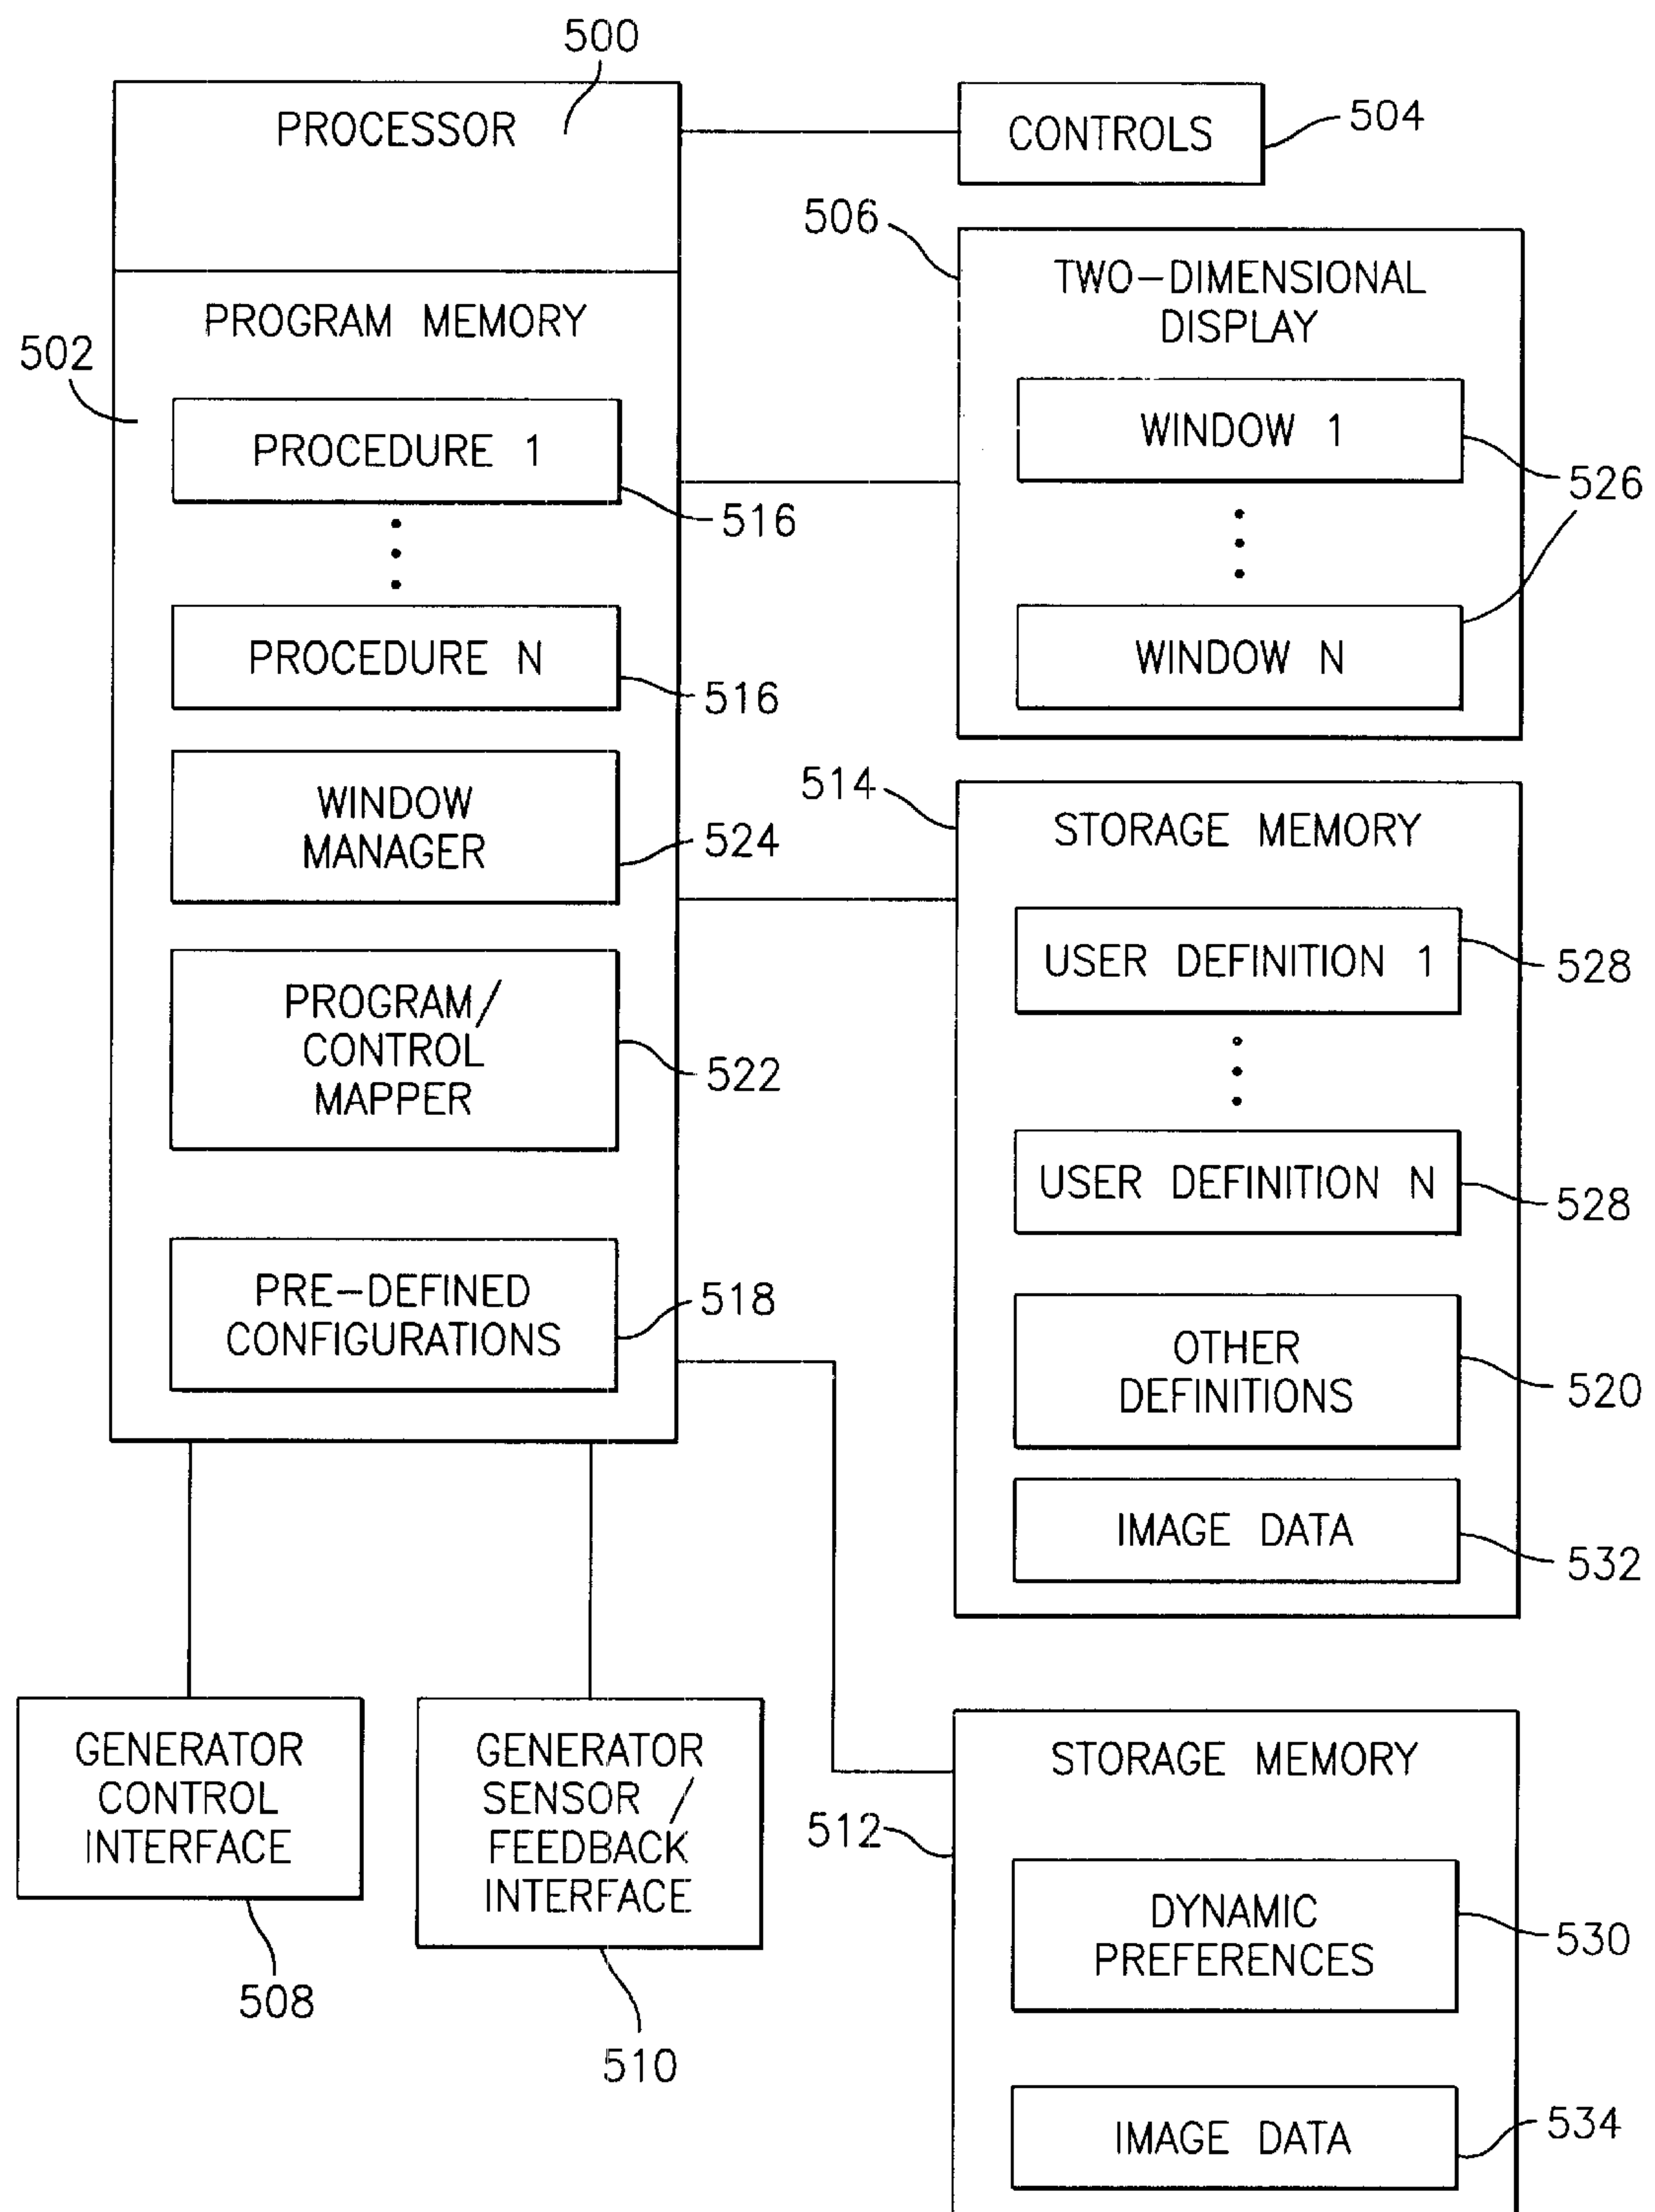 500
PROCESSOR
CONTROLS
504
506
TWO-DIMENSIONAL
DISPLAY
PROGRAM MEMORY
502
PROCEDURE 1
516
WINDOW 1
526
PROCEDURE N
516
WINDOW N
WINDOW
MANAGER
524
514
STORAGE MEMORY
USER DEFINITION 1
528
PROGRAM/
CONTROL
MAPPER
522
USER DEFINITION N
528
PRE-DEFINED
CONFIGURATIONS
518
OTHER
DEFINITIONS
520
IMAGE DATA
532
GENERATOR
CONTROL
INTERFACE
508
GENERATOR
SENSOR /
FEEDBACK
INTERFACE
510
STORAGE MEMORY
512
DYNAMIC
PREFERENCES
530
IMAGE DATA
534